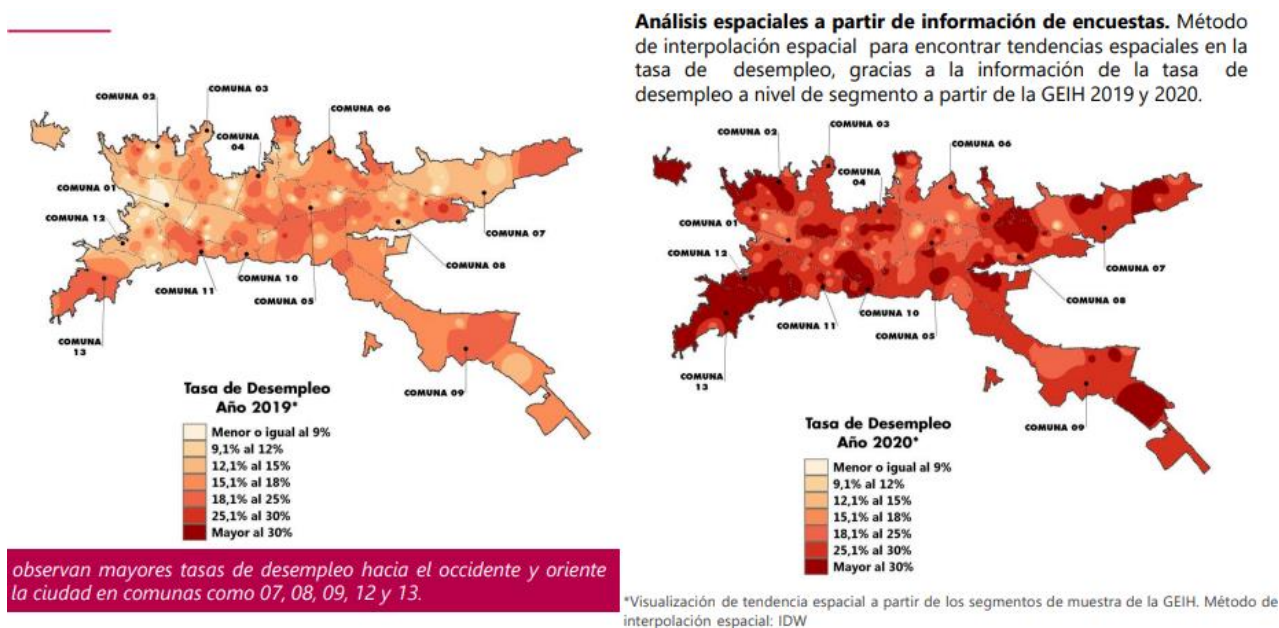 Análisis espaciales a partir de información de encuestas. Método
de interpolación espacial para encontrar tendencias espaciales en la
tasa de desempleo, gracias a la información de la tasa de
desempleo a nivel de segmento a partir de la GEIH 2019 y 2020.
COMUNA 02
COMUNA 03
COMUNA
04
COMUNA 06
COMUNA 01
COMUNA 12
COMUNA
13
COMUNA 11
COMUNA 10
COMUNA 05
COMUNA 08
COMUNA 07
COMUNA 09
Tasa de Desempleo
Año 2019*
Menor o igual al 9%
9,1% al 12%
12,1% al 15%
15,1% al 18%
18,1% al 25%
25,1% al 30%
Mayor al 30%
observan mayores tasas de desempleo hacia el occidente y oriente
la ciudad en comunas como 07, 08, 09, 12 y 13.
COMUNA 02
COMUNA 03
COMUNA
04
COMUNA 06
COMUNA 01
COMUNA 12
COMUNA
13
COMUNA 11
COMUNA 10
COMUNA 05
COMUNA 08
COMUNA 07
COMUNA 09
Tasa de Desempleo
Año 2020*
Menor o igual al 9%
9,1% al 12%
12,1% al 15%
15,1% al 18%
18,1% al 25%
25,1% al 30%
Mayor al 30%
*Visualización de tendencia espacial a partir de los segmentos de muestra de la GEIH. Método de
interpolación espacial: IDW